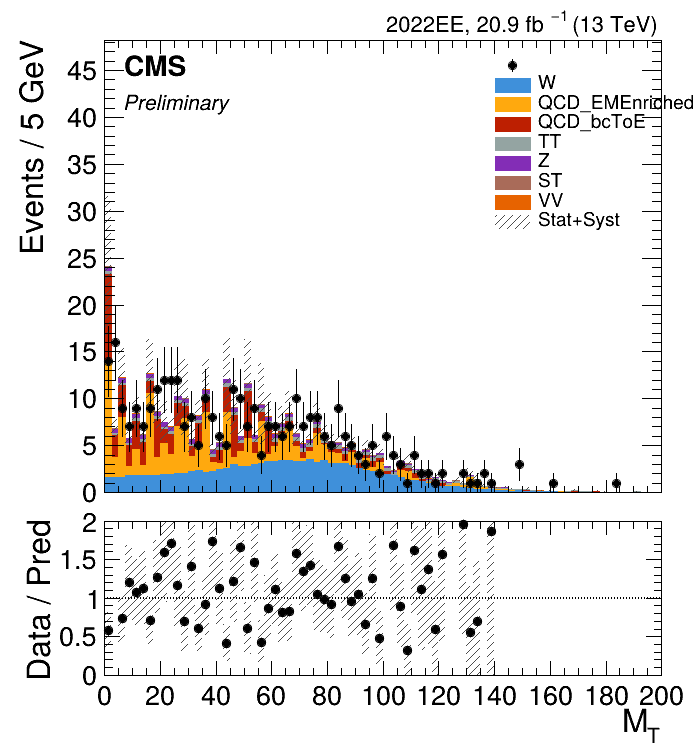 2022EE, 20.9 fb⁻¹ (13 TeV)
Events / 5 GeV
45
40
35
30
25
20
15
10
5
0
CMS
Preliminary
W
QCD_EMEnriched
QCD_bcToE
TT
Z
ST
VV
Stat+Syst
Data / Pred
2
1.5
1
0.5
0
0 20 40 60 80 100 120 140 160 180 200
M_T